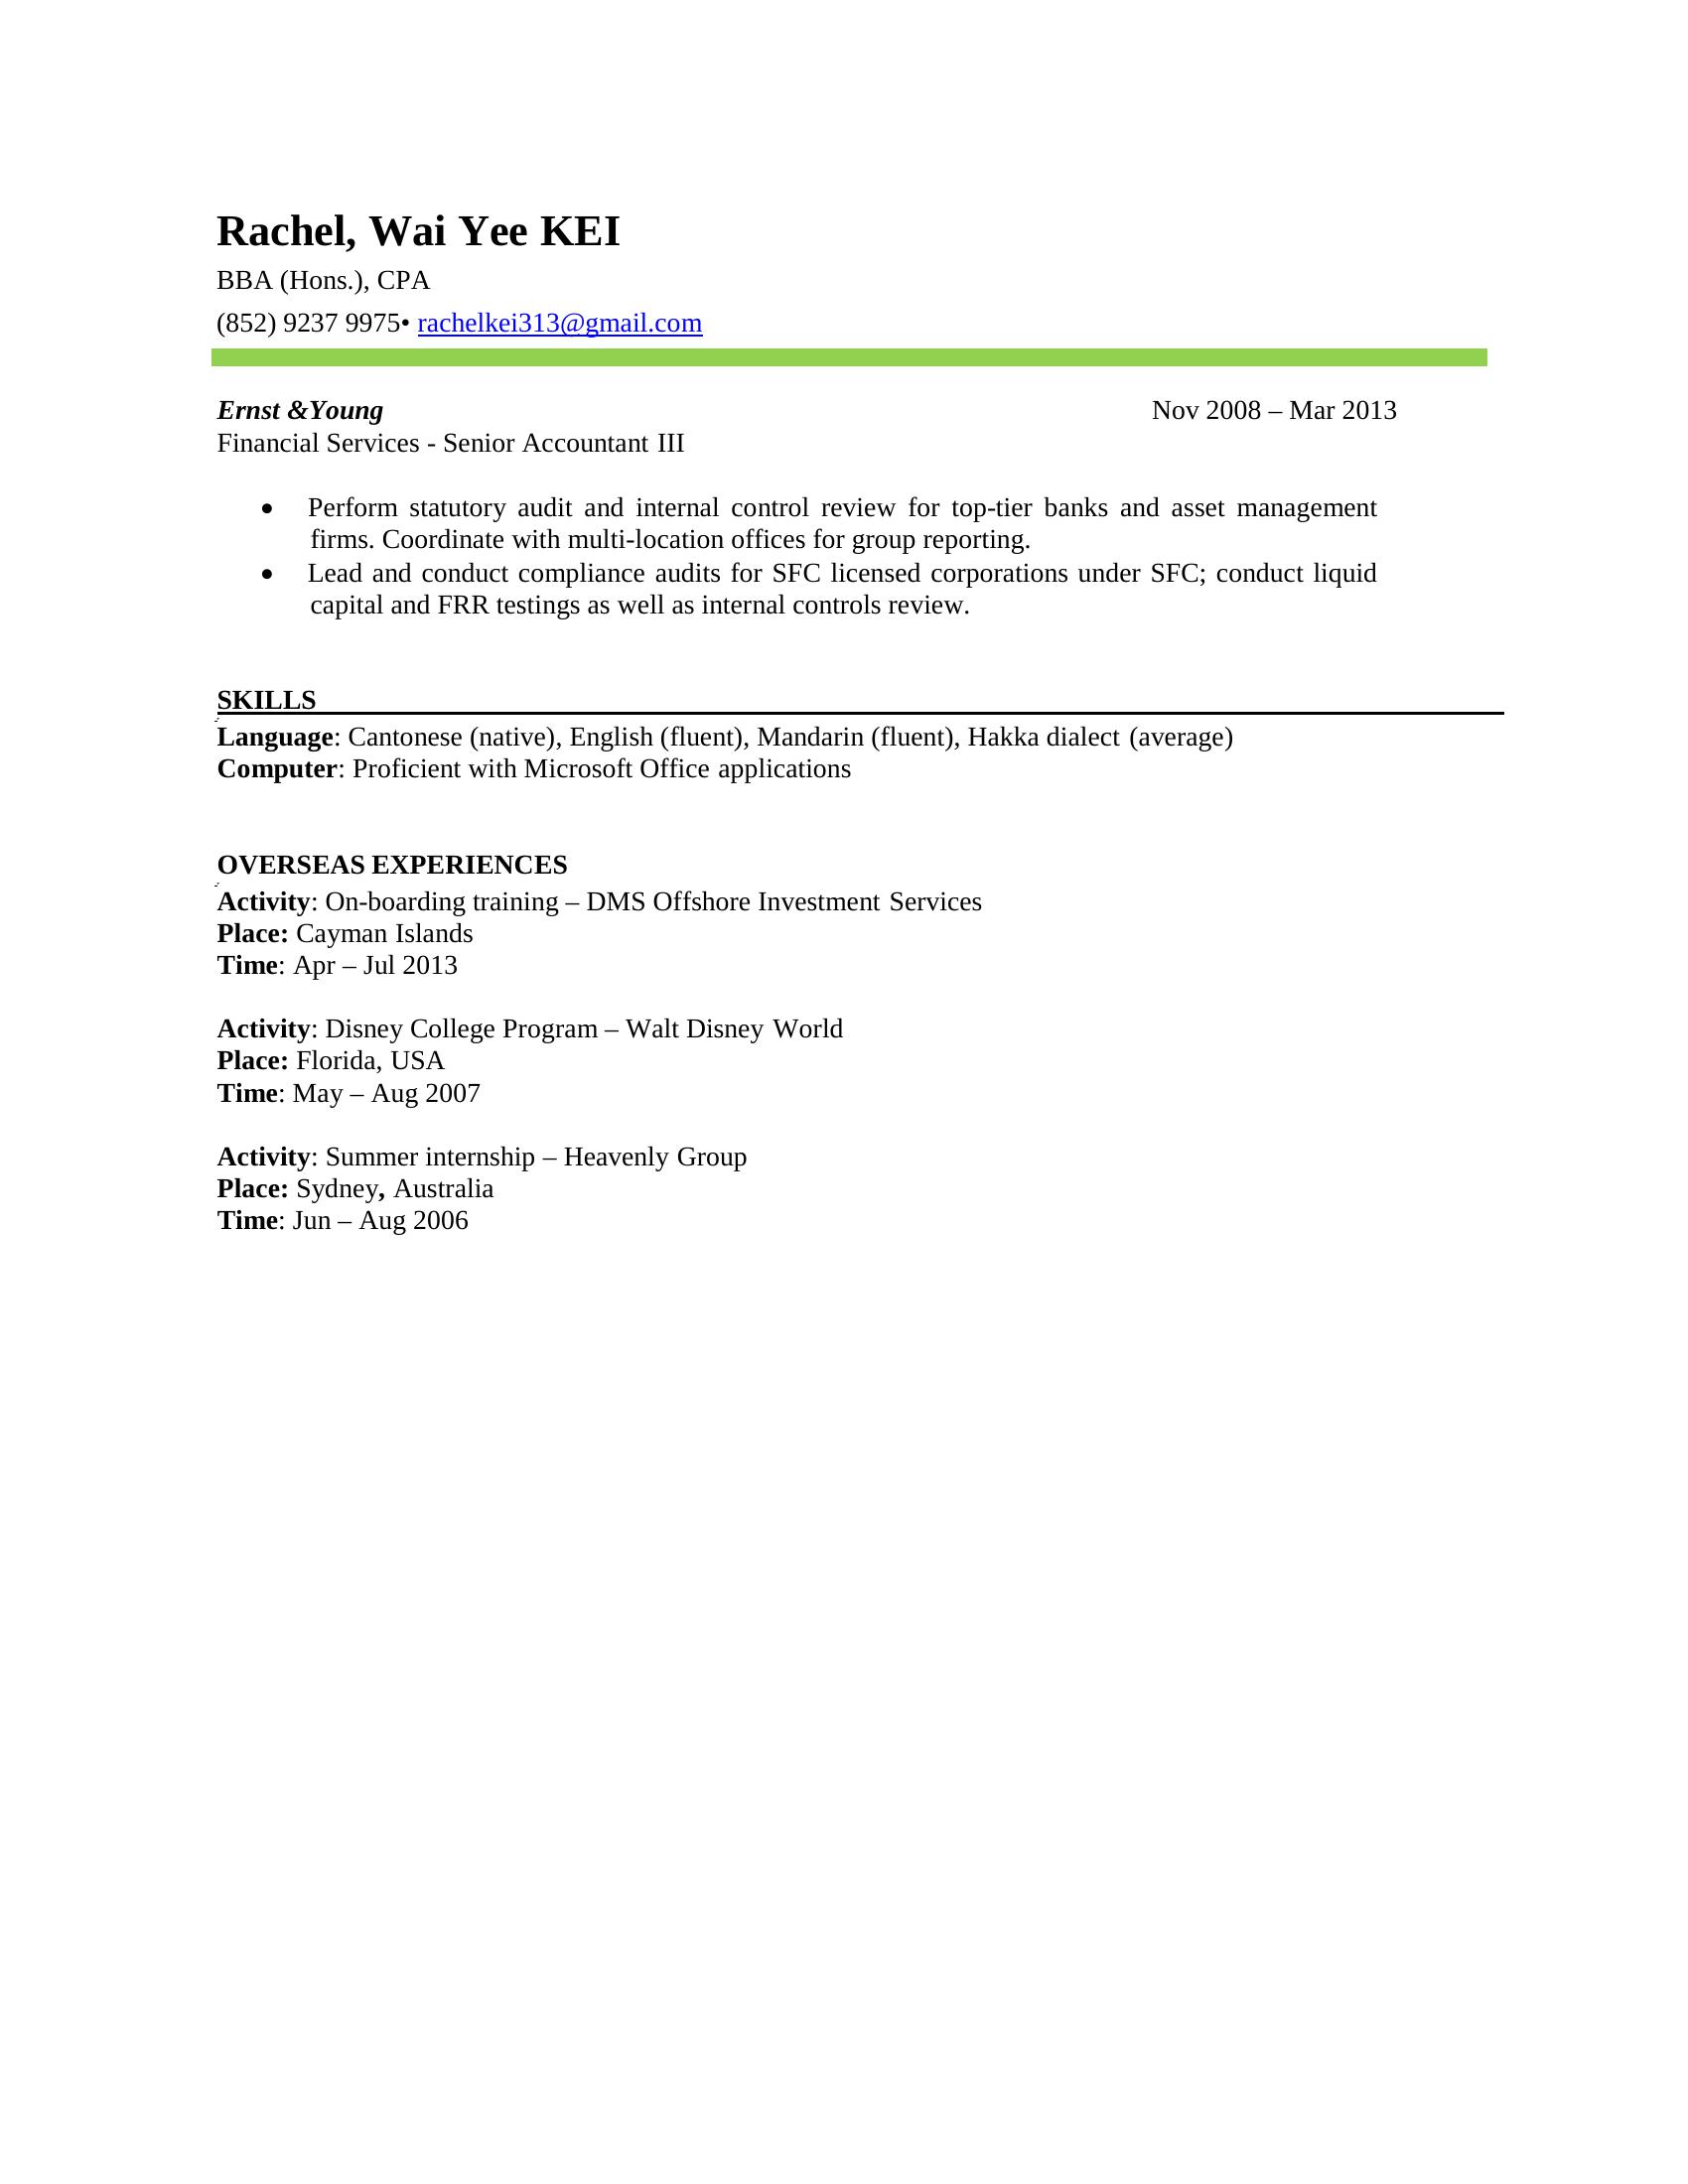 Rachel, Wai Yee KEI
BBA (Hons.), CPA
(852) 9237 9975• rachelkei313@gmail.com
Ernst &Young Nov 2008 – Mar 2013
Financial Services - Senior Accountant III
• Perform statutory audit and internal control review for top-tier banks and asset management
firms. Coordinate with multi-location offices for group reporting.
• Lead and conduct compliance audits for SFC licensed corporations under SFC; conduct liquid
capital and FRR testings as well as internal controls review.
SKILLS
Language: Cantonese (native), English (fluent), Mandarin (fluent), Hakka dialect (average)
Computer: Proficient with Microsoft Office applications
OVERSEAS EXPERIENCES
Activity: On-boarding training – DMS Offshore Investment Services
Place: Cayman Islands
Time: Apr – Jul 2013
Activity: Disney College Program – Walt Disney World
Place: Florida, USA
Time: May – Aug 2007
Activity: Summer internship – Heavenly Group
Place: Sydney, Australia
Time: Jun – Aug 2006